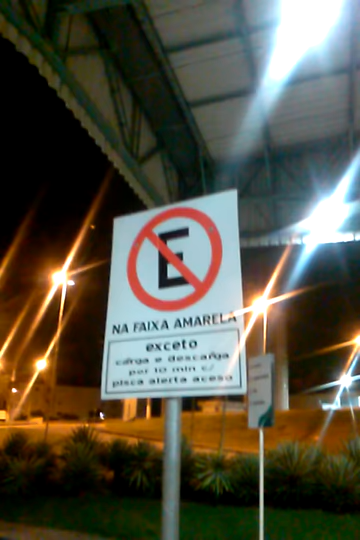 E
NA FAIXA AMARELA
exceto
carga e descarga
por 10 min c/
pisca alerta aceso